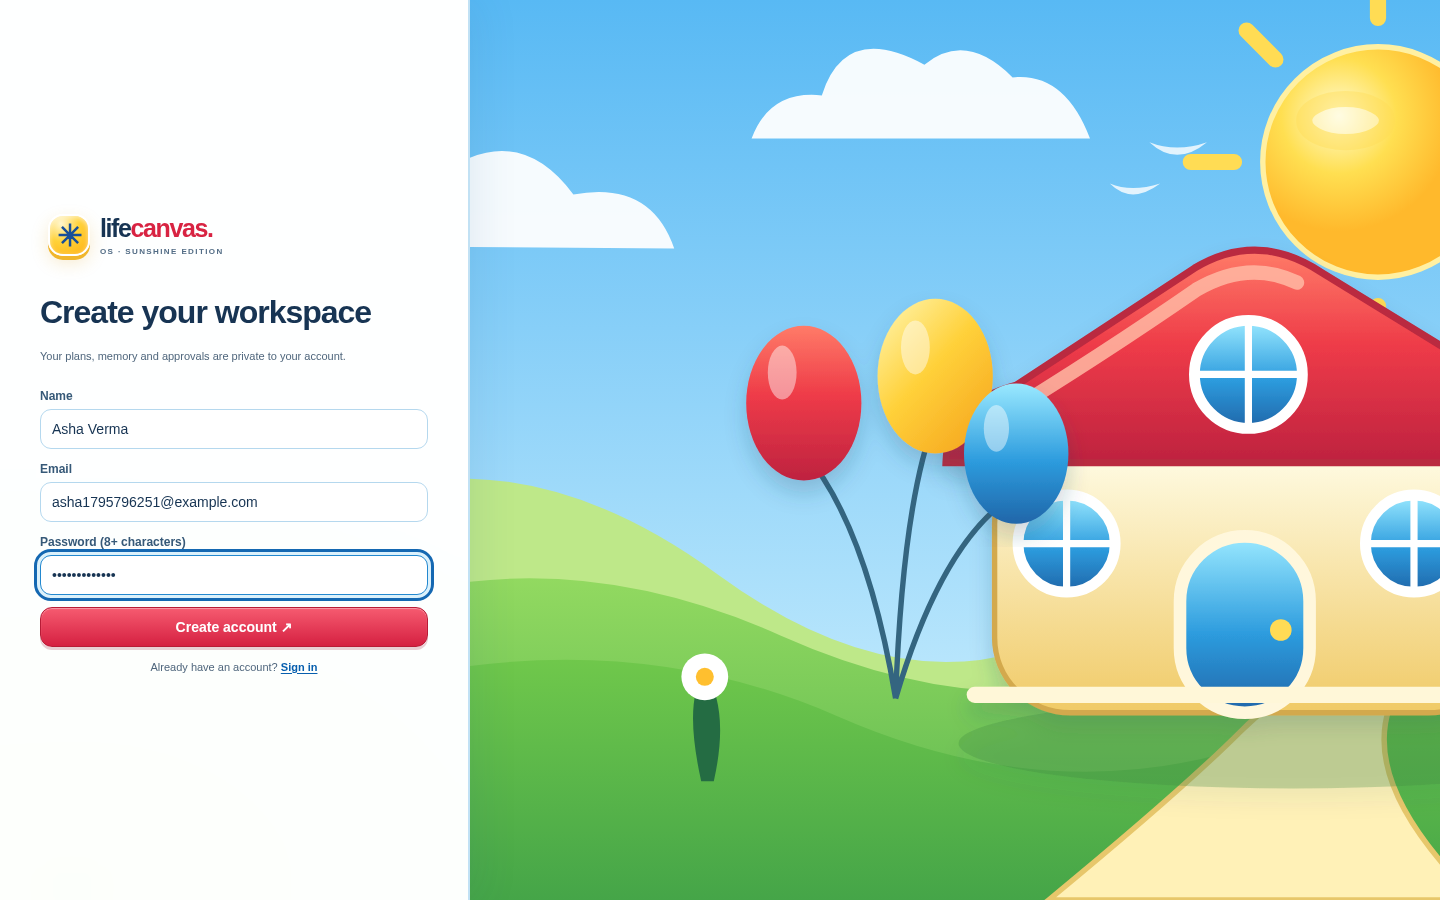 lifecanvas.
OS · SUNSHINE EDITION
Create your workspace
Your plans, memory and approvals are private to your account.
Name
Asha Verma
Email
asha1795796251@example.com
Password (8+ characters)
•••••••••••••
Create account ↗
Already have an account? Sign in